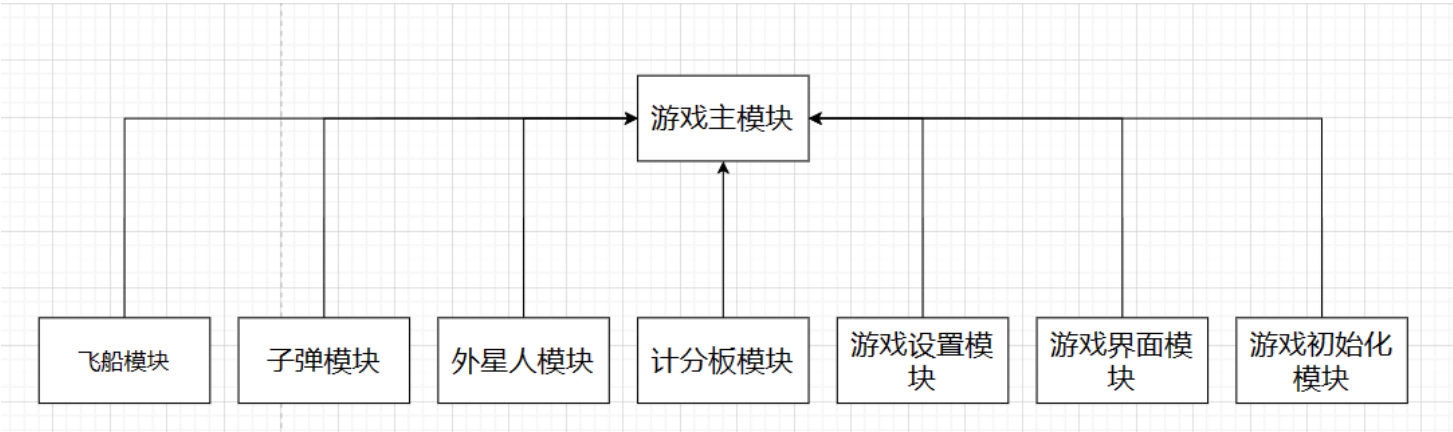 游戏主模块
飞船模块
子弹模块
外星人模块
计分板模块
游戏设置模
块
游戏界面模
块
游戏初始化
模块